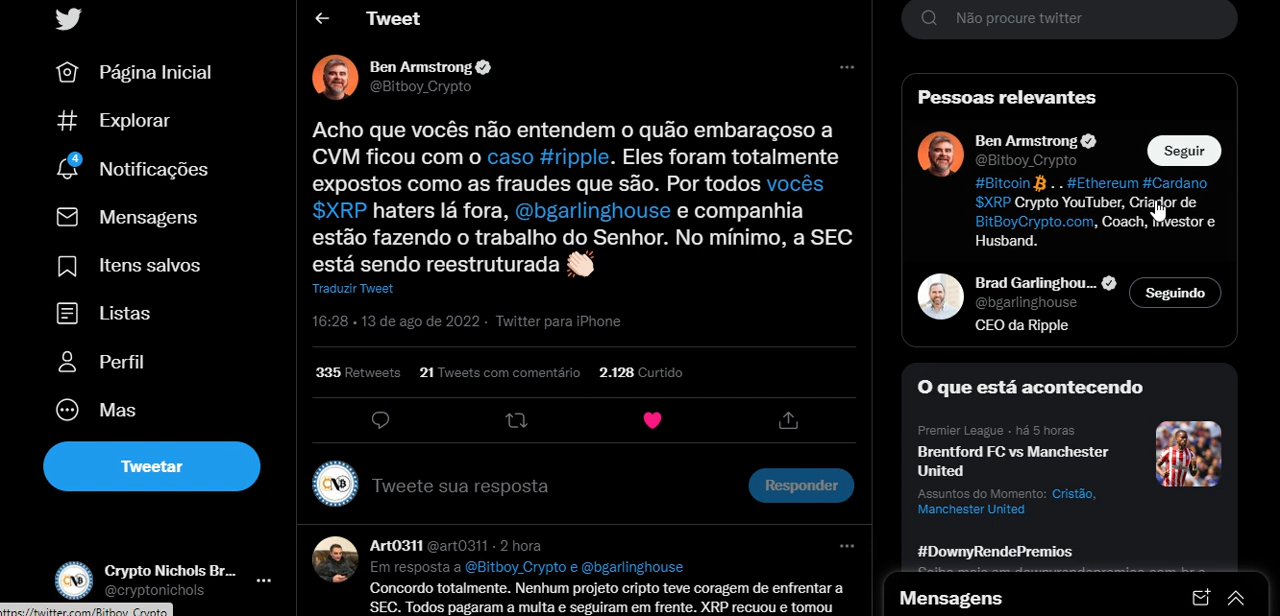 Página Inicial
Explorar
4
Notificações
Mensagens
Itens salvos
Listas
Perfil
Mas
Tweetar
Crypto Nichols Br...
@cryptonichols
https://twitter.com/Bitboy_Crypto
Tweet
Ben Armstrong
@Bitboy_Crypto
Acho que vocês não entendem o quão embaraçoso a
CVM ficou com o caso #ripple. Eles foram totalmente
expostos como as fraudes que são. Por todos vocês
$XRP haters lá fora, @bgarlinghouse e companhia
estão fazendo o trabalho do Senhor. No mínimo, a SEC
está sendo reestruturada 👏🏻
Traduzir Tweet
16:28 · 13 de ago de 2022 · Twitter para iPhone
335 Retweets 21 Tweets com comentário 2.128 Curtido
CNB
Tweete sua resposta
Responder
Art0311 @art0311 · 2 hora
Em resposta a @Bitboy_Crypto e @bgarlinghouse
Concordo totalmente. Nenhum projeto cripto teve coragem de enfrentar a
SEC. Todos pagaram a multa e seguiram em frente. XRP recuou e tomou
Não procure twitter
Pessoas relevantes
Ben Armstrong
@Bitboy_Crypto
Seguir
#Bitcoin . . #Ethereum #Cardano
$XRP Crypto YouTuber, Criador de
BitBoyCrypto.com, Coach, Investor e
Husband.
Brad Garlinghou...
@bgarlinghouse
Seguindo
CEO da Ripple
O que está acontecendo
Premier League · há 5 horas
Brentford FC vs Manchester
United
Assuntos do Momento: Cristão,
Manchester United
#DownyRendePremios
Mensagens